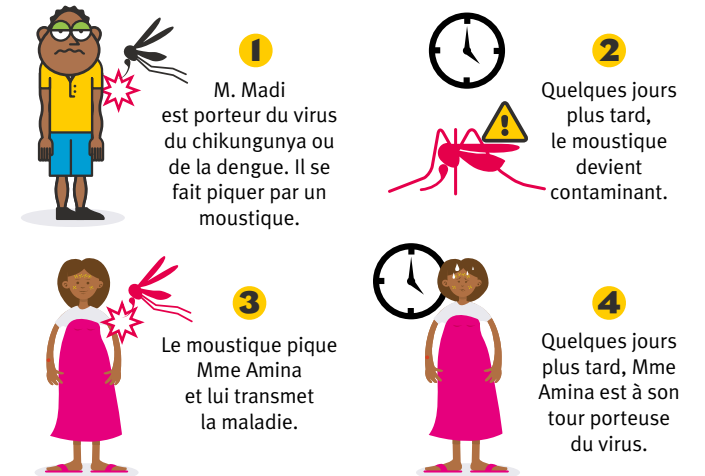 1
M. Madi
est porteur du virus
du chikungunya ou
de la dengue. Il se
fait piquer par un
moustique.
2
Quelques jours
plus tard,
le moustique
devient
contaminant.
3
Le moustique pique
Mme Amina
et lui transmet
la maladie.
4
Quelques jours
plus tard, Mme
Amina est à son
tour porteuse
du virus.